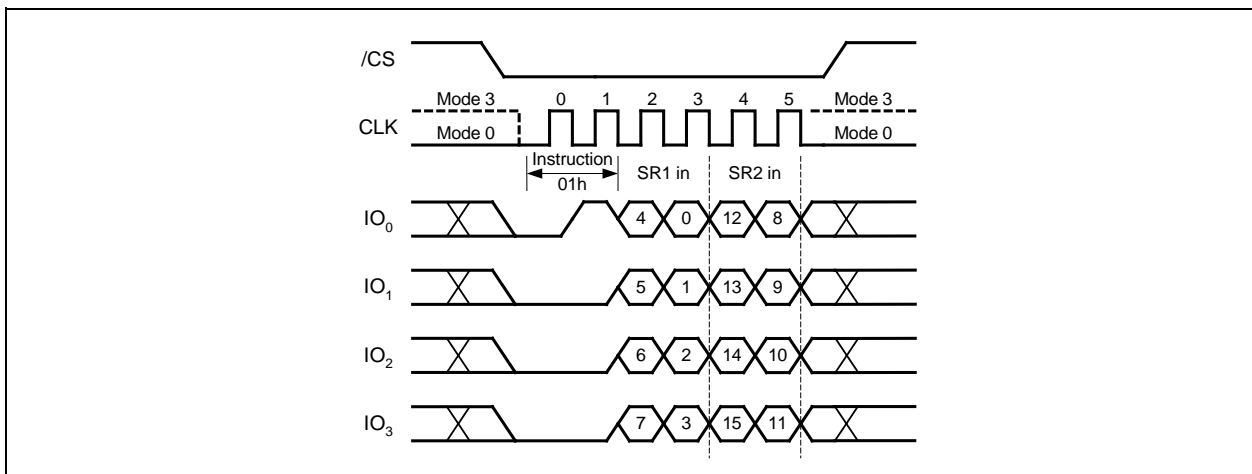 /CS
Mode 3 0 1 2 3 4 5 Mode 3
CLK Mode 0 Mode 0
Instruction
01h SR1 in SR2 in
IO0 4 0 12 8
IO1 5 1 13 9
IO2 6 2 14 10
IO3 7 3 15 11